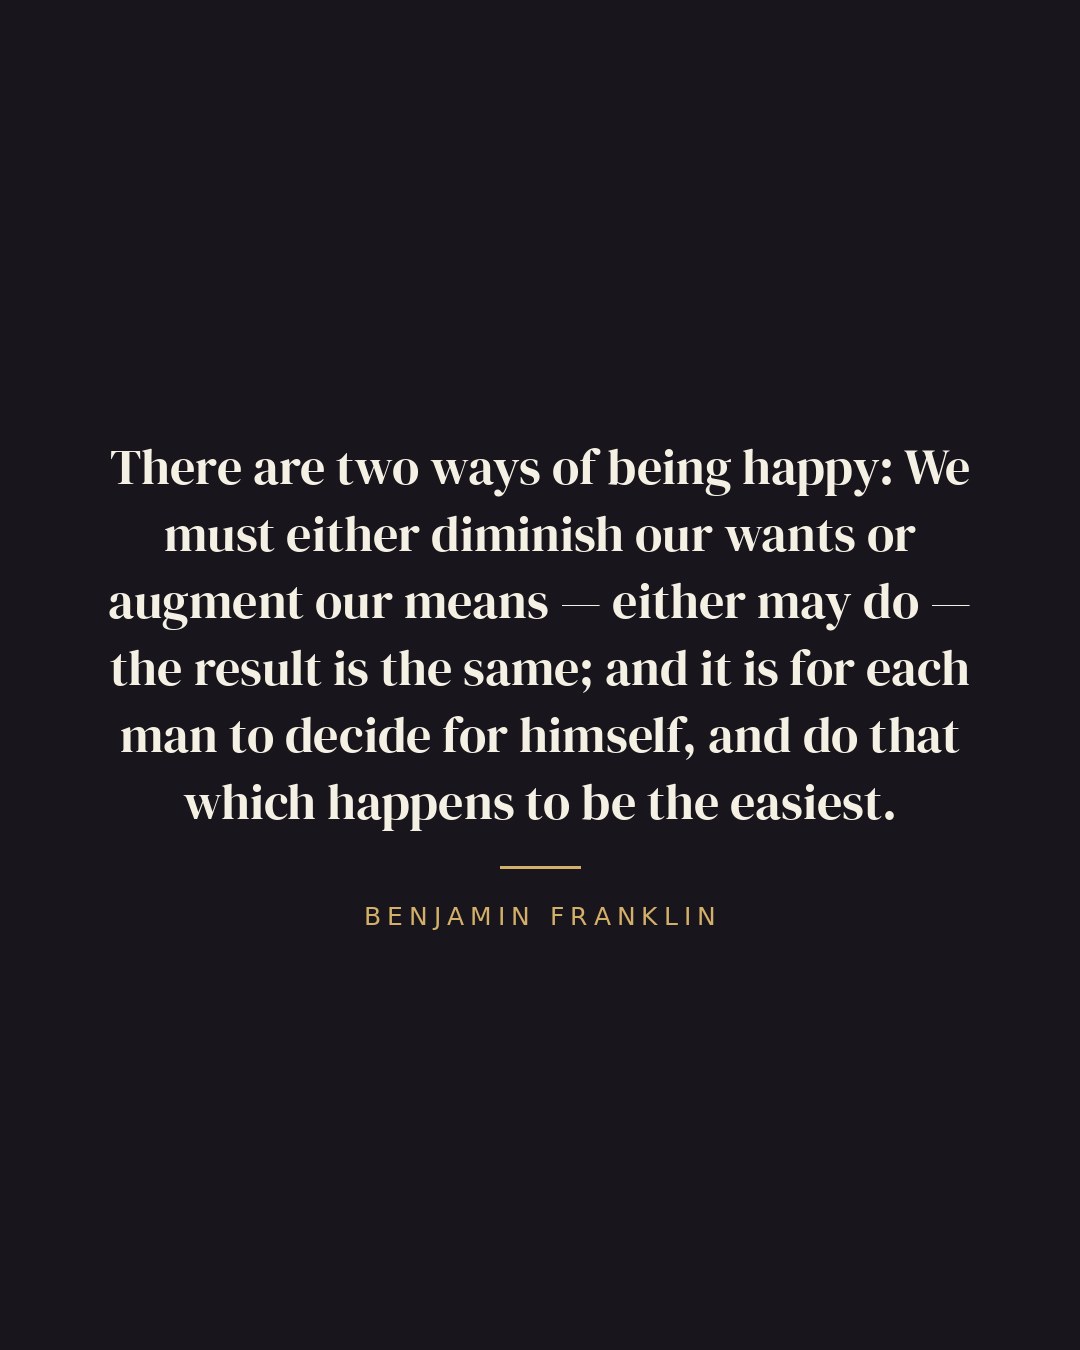 There are two ways of being happy: We
must either diminish our wants or
augment our means — either may do —
the result is the same; and it is for each
man to decide for himself, and do that
which happens to be the easiest.
BENJAMIN FRANKLIN